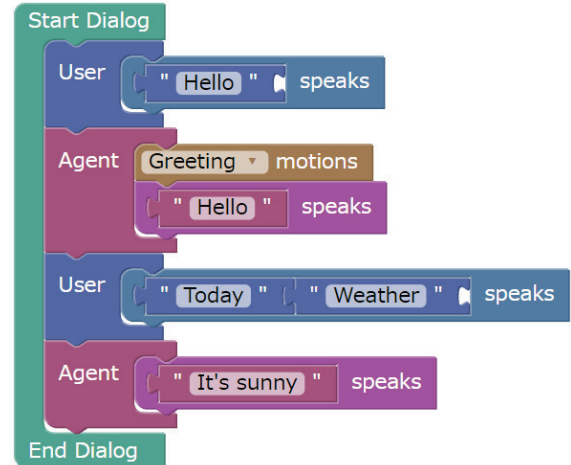 Start Dialog
User " Hello " speaks
Agent Greeting motions
" Hello " speaks
User " Today " " Weather " speaks
Agent " It's sunny " speaks
End Dialog